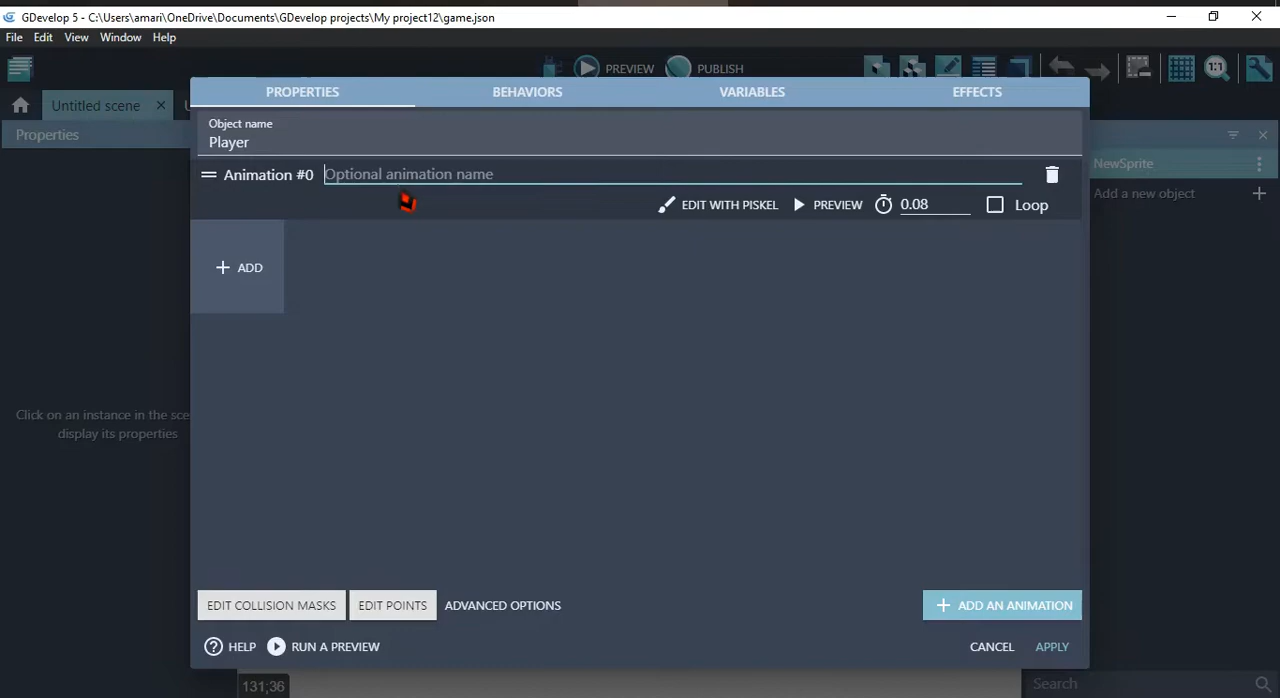 GDevelop 5 - C:\Users\amari\OneDrive\Documents\GDevelop projects\My project12\game.json
File Edit View Window Help
PREVIEW PUBLISH 1:1
Untitled scene ×
Properties
PROPERTIES BEHAVIORS VARIABLES EFFECTS
Object name
Player
Animation #0 Optional animation name
EDIT WITH PISKEL PREVIEW 0.08 Loop
+ ADD
NewSprite
Add a new object +
Click on an instance in the sce
display its properties
EDIT COLLISION MASKS EDIT POINTS ADVANCED OPTIONS + ADD AN ANIMATION
? HELP RUN A PREVIEW CANCEL APPLY
131;36 Search